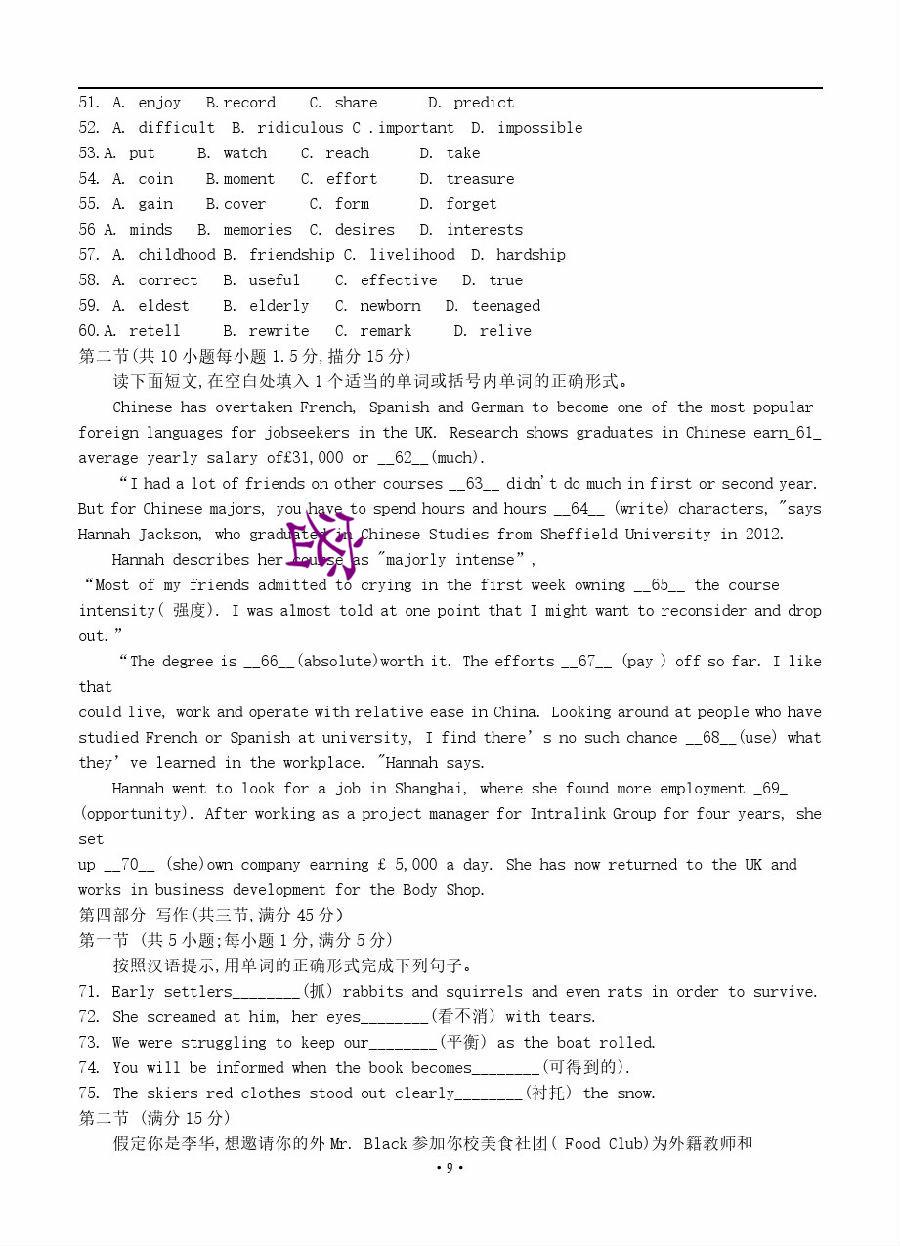 51. A. enjoy B.record C. share D. predict
52. A. difficult B. ridiculous C .important D. impossible
53.A. put B. watch C. reach D. take
54. A. coin B.moment C. effort D. treasure
55. A. gain B.cover C. form D. forget
56 A. minds B. memories C. desires D. interests
57. A. childhood B. friendship C. livelihood D. hardship
58. A. correct B. useful C. effective D. true
59. A. eldest B. elderly C. newborn D. teenaged
60.A. retell B. rewrite C. remark D. relive
第二节(共10小题每小题1.5分,描分15分)
读下面短文,在空白处填入1个适当的单词或括号内单词的正确形式。
Chinese has overtaken French, Spanish and German to become one of the most popular
foreign languages for jobseekers in the UK. Research shows graduates in Chinese earn_61_
average yearly salary of£31,000 or __62__(much).
“I had a lot of friends on other courses __63__ didn't do much in first or second year.
But for Chinese majors, you have to spend hours and hours __64__ (write) characters, "says
Hannah Jackson, who graduated in Chinese Studies from Sheffield University in 2012.
Hannah describes her course as "majorly intense”,
“Most of my friends admitted to crying in the first week owning __65__ the course
intensity( 强度). I was almost told at one point that I might want to reconsider and drop
out.”
“The degree is __66__(absolute)worth it. The efforts __67__ (pay ) off so far. I like
that
could live, work and operate with relative ease in China. Looking around at people who have
studied French or Spanish at university, I find there’s no such chance __68__(use) what
they’ve learned in the workplace. "Hannah says.
Hannah went to look for a job in Shanghai, where she found more employment _69_
(opportunity). After working as a project manager for Intralink Group for four years, she
set
up __70__ (she)own company earning £ 5,000 a day. She has now returned to the UK and
works in business development for the Body Shop.
第四部分 写作(共三节,满分45分)
第一节 (共5小题;每小题1分,满分5分)
按照汉语提示,用单词的正确形式完成下列句子。
71. Early settlers________(抓) rabbits and squirrels and even rats in order to survive.
72. She screamed at him, her eyes________(看不消) with tears.
73. We were struggling to keep our________(平衡) as the boat rolled.
74. You will be informed when the book becomes________(可得到的).
75. The skiers red clothes stood out clearly________(衬托) the snow.
第二节 (满分15分)
假定你是李华,想邀请你的外Mr. Black参加你校美食社团( Food Club)为外籍教师和
·9·